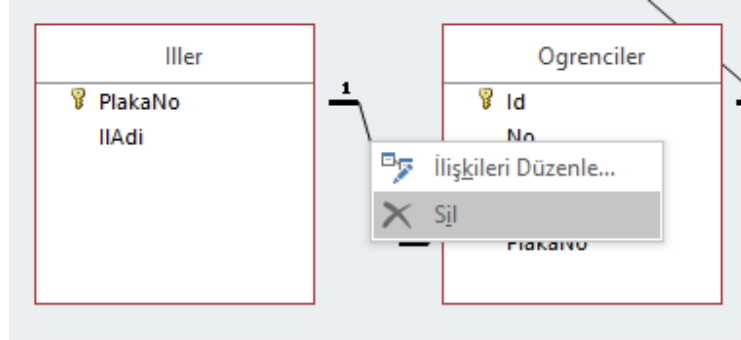 Iller
PlakaNo
IlAdi
1
Ogrenciler
Id
No
İlişkileri Düzenle...
Sil
PlakaNo